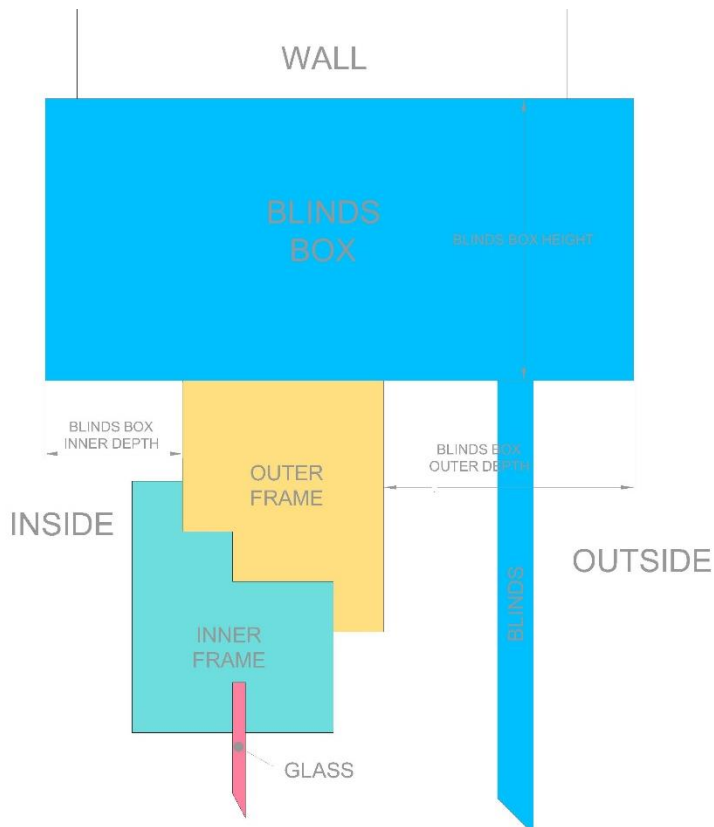 WALL
BLINDS
BOX
BLINDS BOX HEIGHT
BLINDS BOX
INNER DEPTH
BLINDS BOX
OUTER DEPTH
OUTER
FRAME
INSIDE
OUTSIDE
BLINDS
INNER
FRAME
GLASS